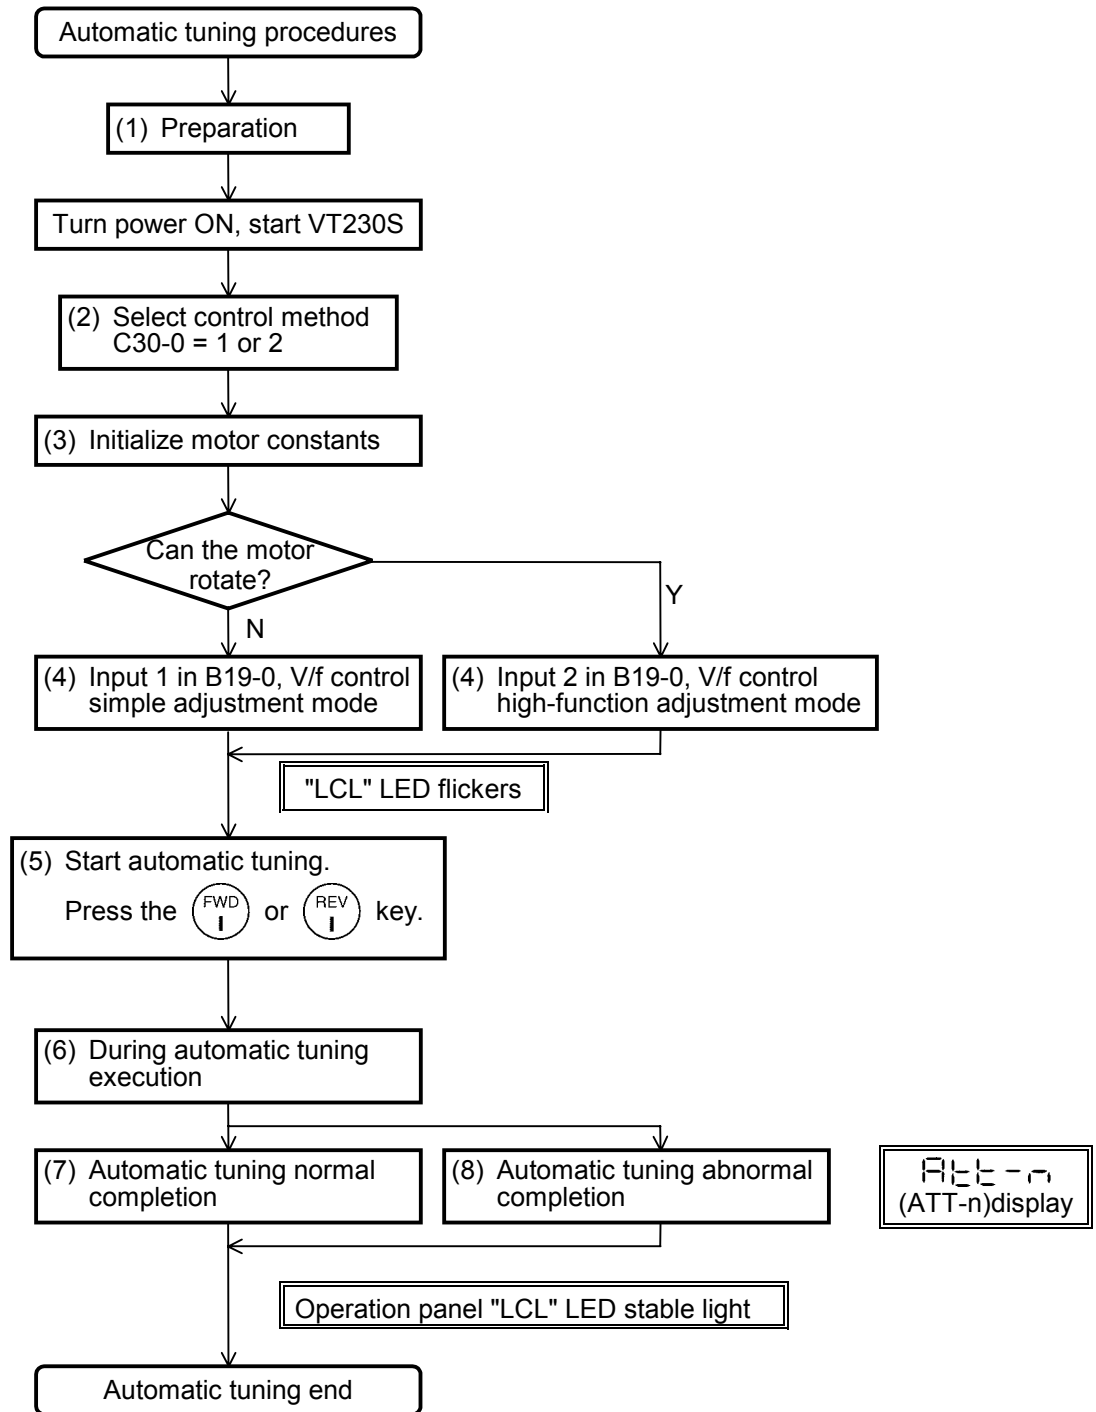 Automatic tuning procedures
(1) Preparation
Turn power ON, start VT230S
(2) Select control method
C30-0 = 1 or 2
(3) Initialize motor constants
Can the motor
rotate?
Y
N
(4) Input 1 in B19-0, V/f control
simple adjustment mode
(4) Input 2 in B19-0, V/f control
high-function adjustment mode
"LCL" LED flickers
(5) Start automatic tuning.
Press the FWD or REV key.
(6) During automatic tuning
execution
(7) Automatic tuning normal
completion
(8) Automatic tuning abnormal
completion
Att-n
(ATT-n)display
Operation panel "LCL" LED stable light
Automatic tuning end